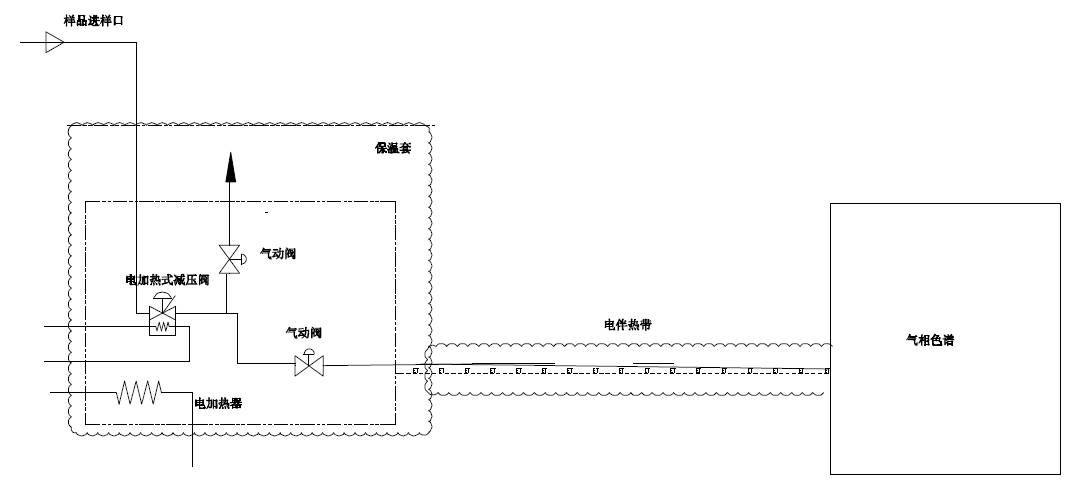 样品进样口
保温套
气动阀
电加热式减压阀
气动阀
电伴热带
气相色谱
电加热器